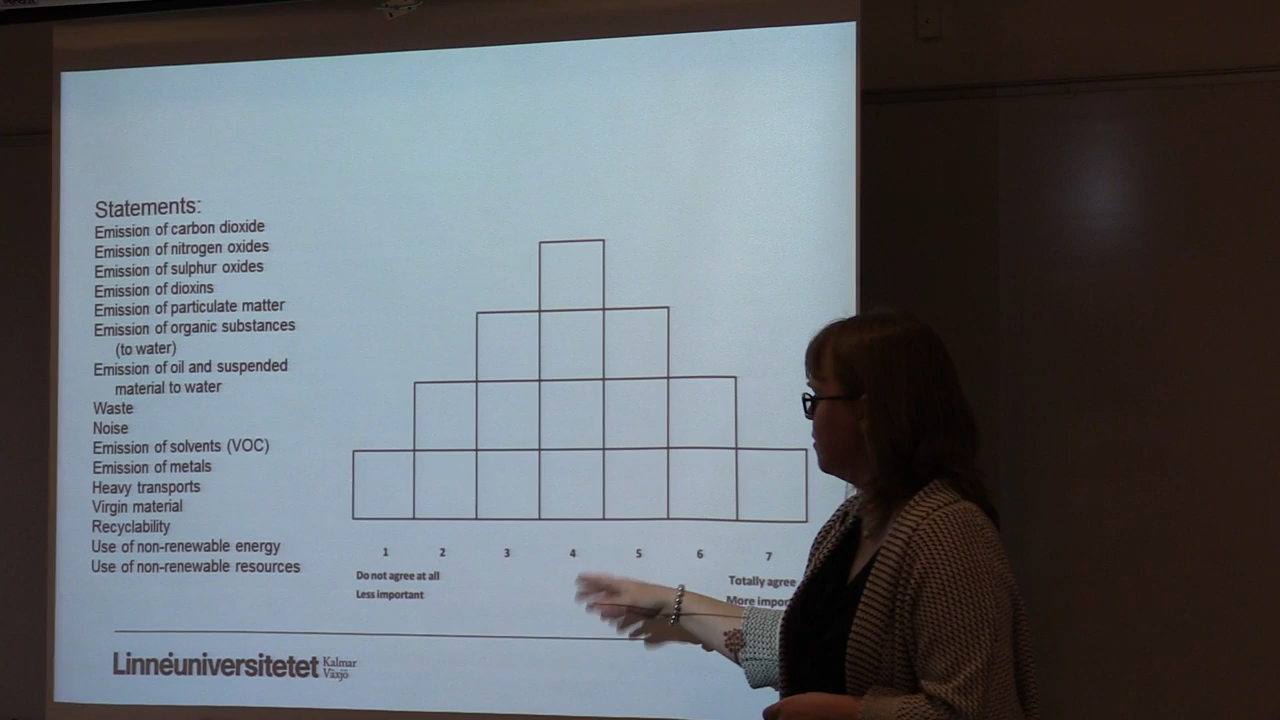 Statements:
Emission of carbon dioxide
Emission of nitrogen oxides
Emission of sulphur oxides
Emission of dioxins
Emission of particulate matter
Emission of organic substances
(to water)
Emission of oil and suspended
material to water
Waste
Noise
Emission of solvents (VOC)
Emission of metals
Heavy transports
Virgin material
Recyclability
Use of non-renewable energy
Use of non-renewable resources
1 2 3 4 5 6 7
Do not agree at all
Less important
Totally agree
More
Linnéuniversitetet
Kalmar
Växjö